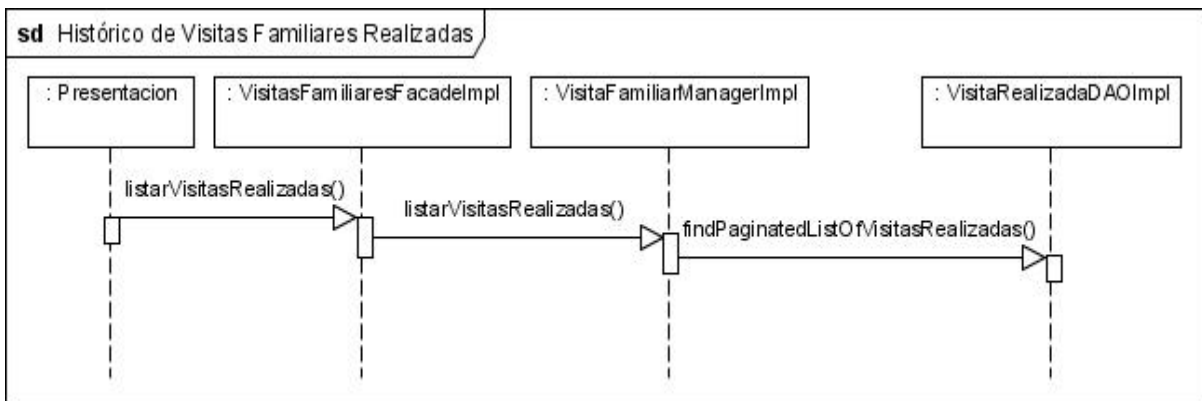 sd Histórico de Visitas Familiares Realizadas
: Presentacion
: VisitasFamiliaresFacadeImpl
: VisitaFamiliarManagerImpl
: VisitaRealizadaDAOImpl
listarVisitasRealizadas()
listarVisitasRealizadas()
findPaginatedListOfVisitasRealizadas()